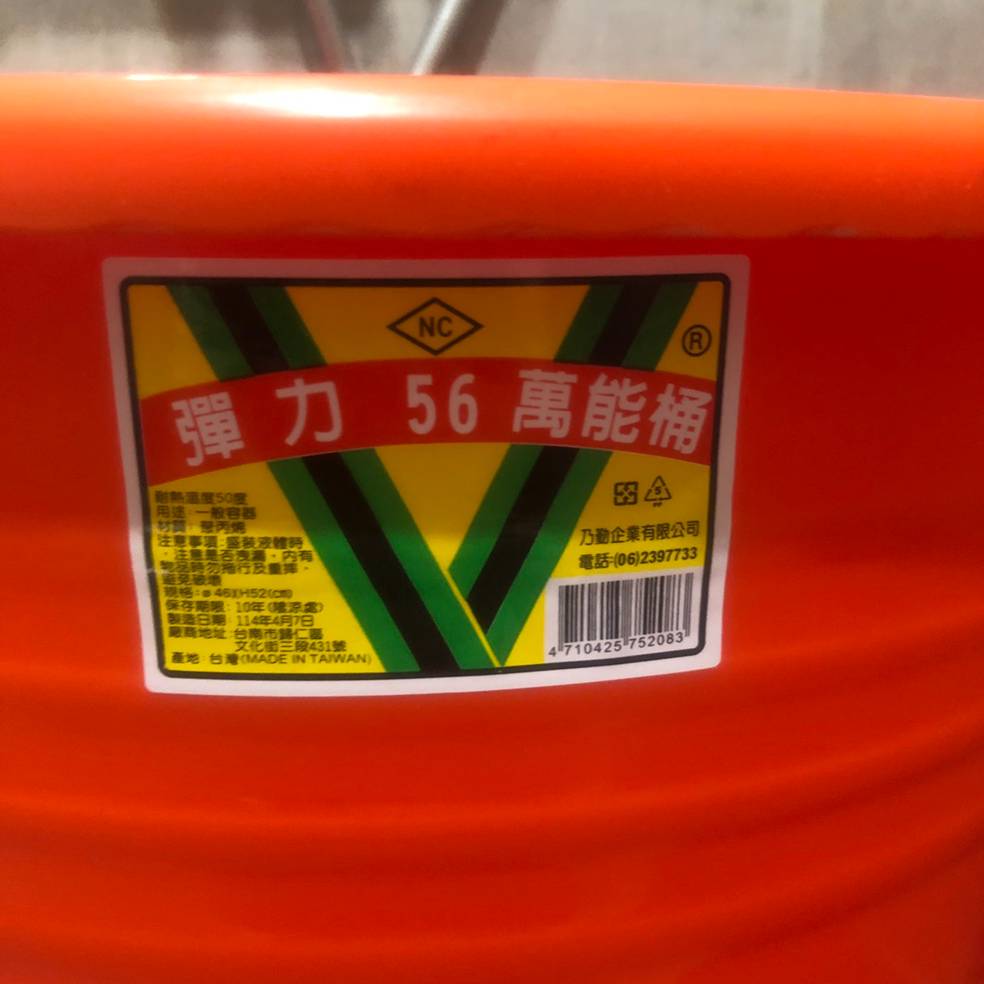 NC
®
彈力 56 萬能桶
耐熱溫度50度
用途:一般容器
材質:聚丙烯
注意事項:盛裝液體時
,注意是否洩漏,內有
物品時勿拖行及重摔,
避免破壞
規格:ø46XH52(cm)
保存期限:10年(陰涼處)
製造日期:114年4月7日
廠商地址:台南市歸仁區
文化街三段431號
產地:台灣(MADE IN TAIWAN)
5
PP
乃勤企業有限公司
電話:(06)2397733
4 710425 752083